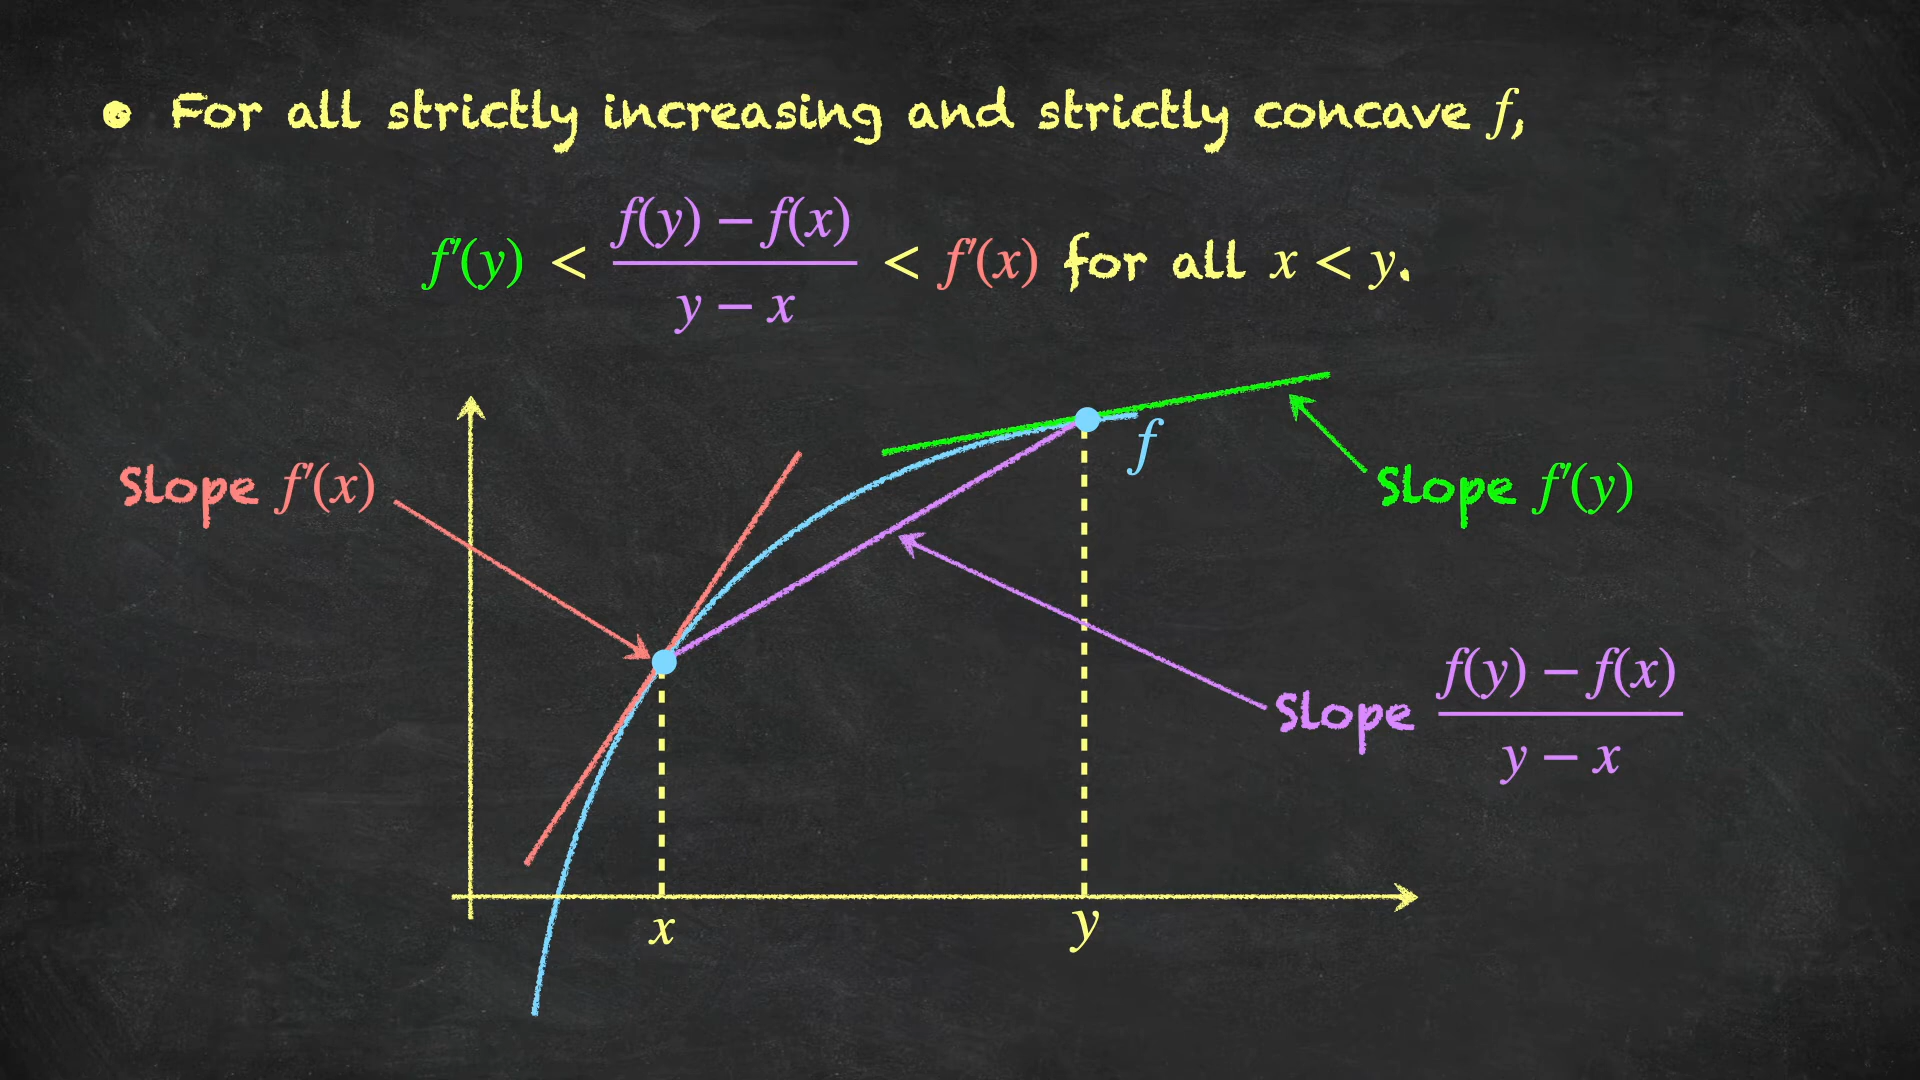 • For all strictly increasing and strictly concave f,
f′(y) < (f(y) − f(x))/(y − x) < f′(x) for all x < y.
f
Slope f′(x)
Slope f′(y)
Slope (f(y) − f(x))/(y − x)
x
y